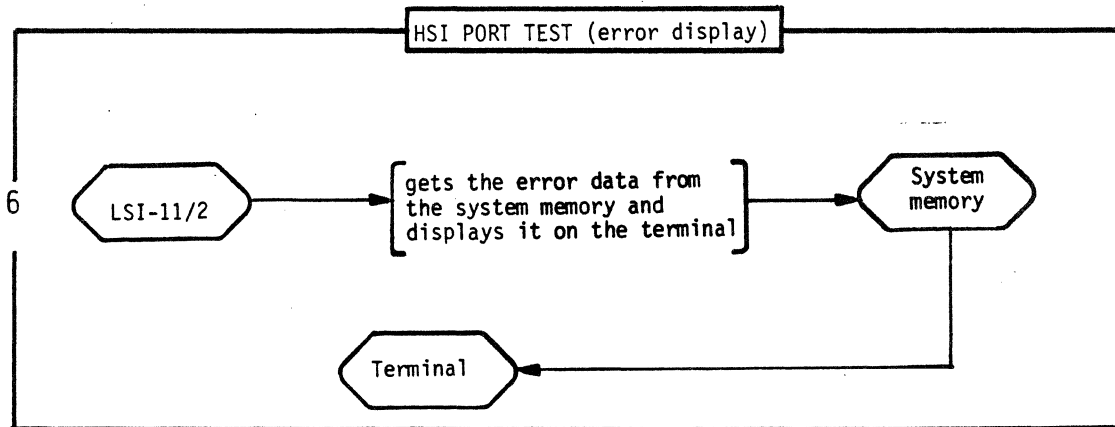 HSI PORT TEST (error display)
6
LSI-11/2
gets the error data from
the system memory and
displays it on the terminal
System
memory
Terminal